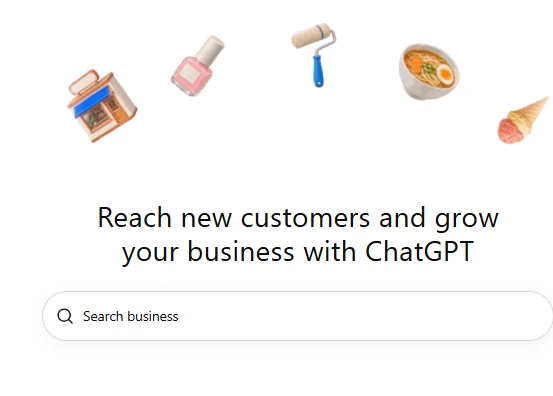 Reach new customers and grow
your business with ChatGPT
Search business